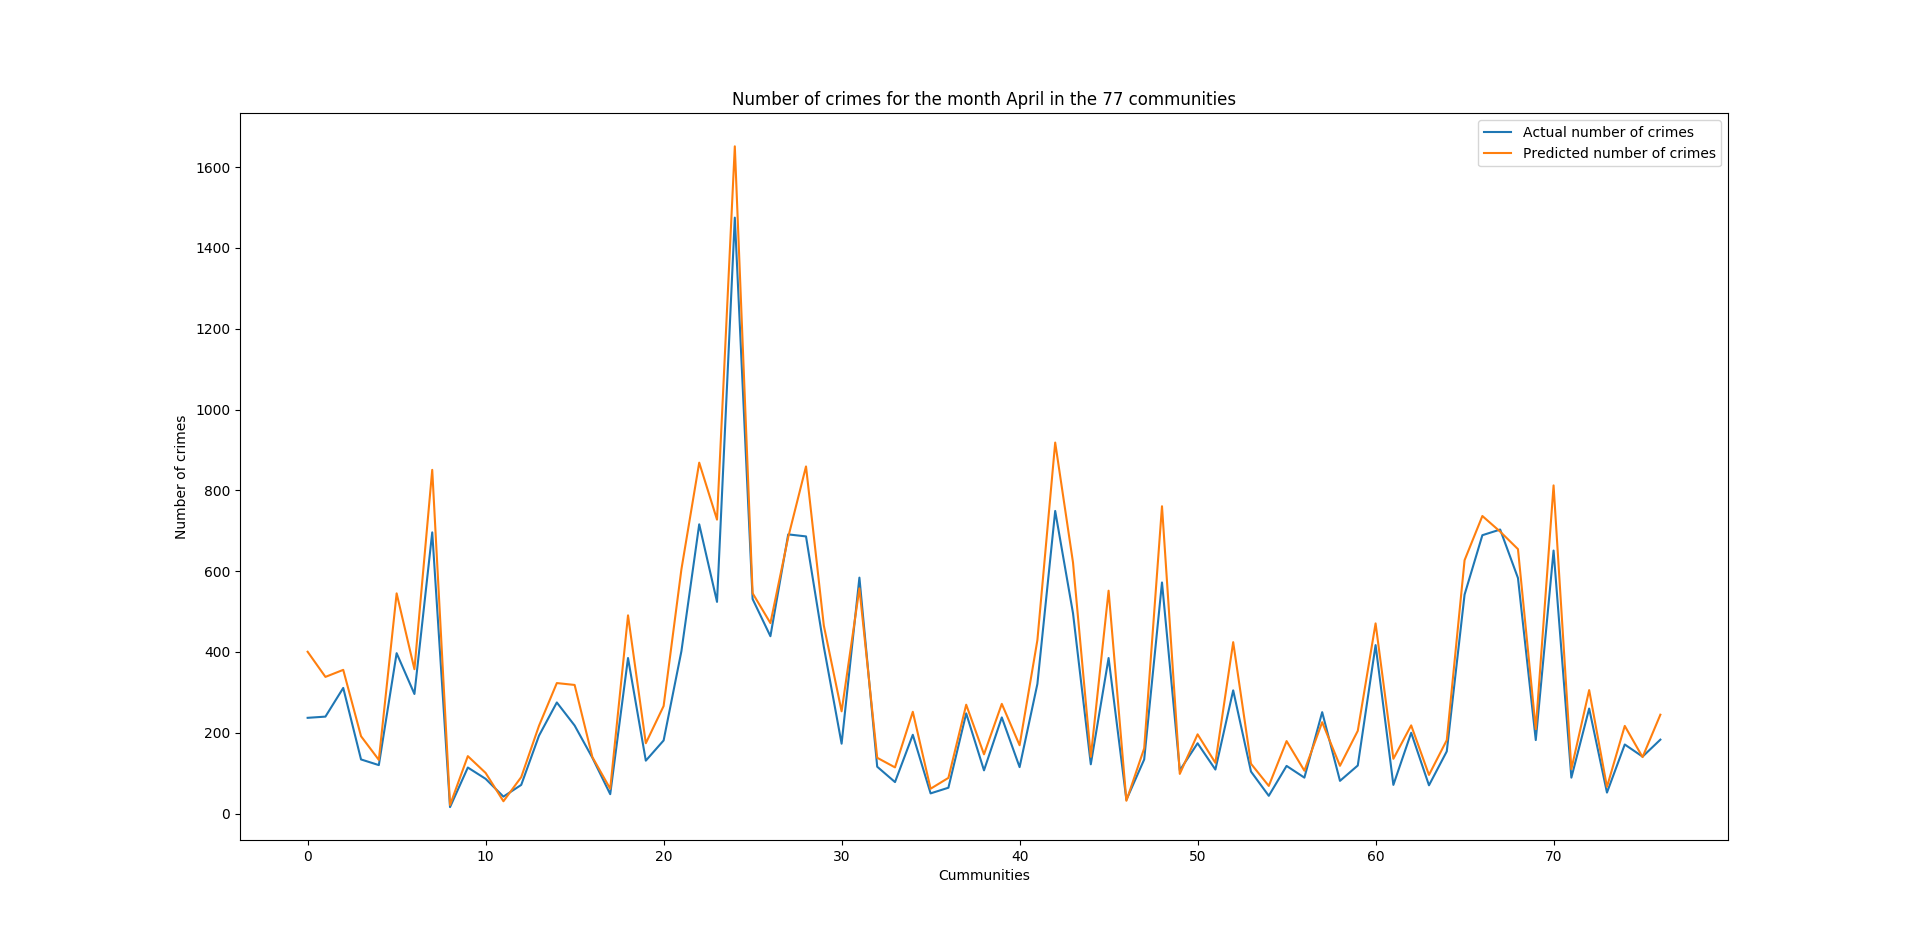 Number of crimes for the month April in the 77 communities
Actual number of crimes
Predicted number of crimes
1600
1400
1200
1000
800
600
400
200
0
Number of crimes
0 10 20 30 40 50 60 70
Cummunities